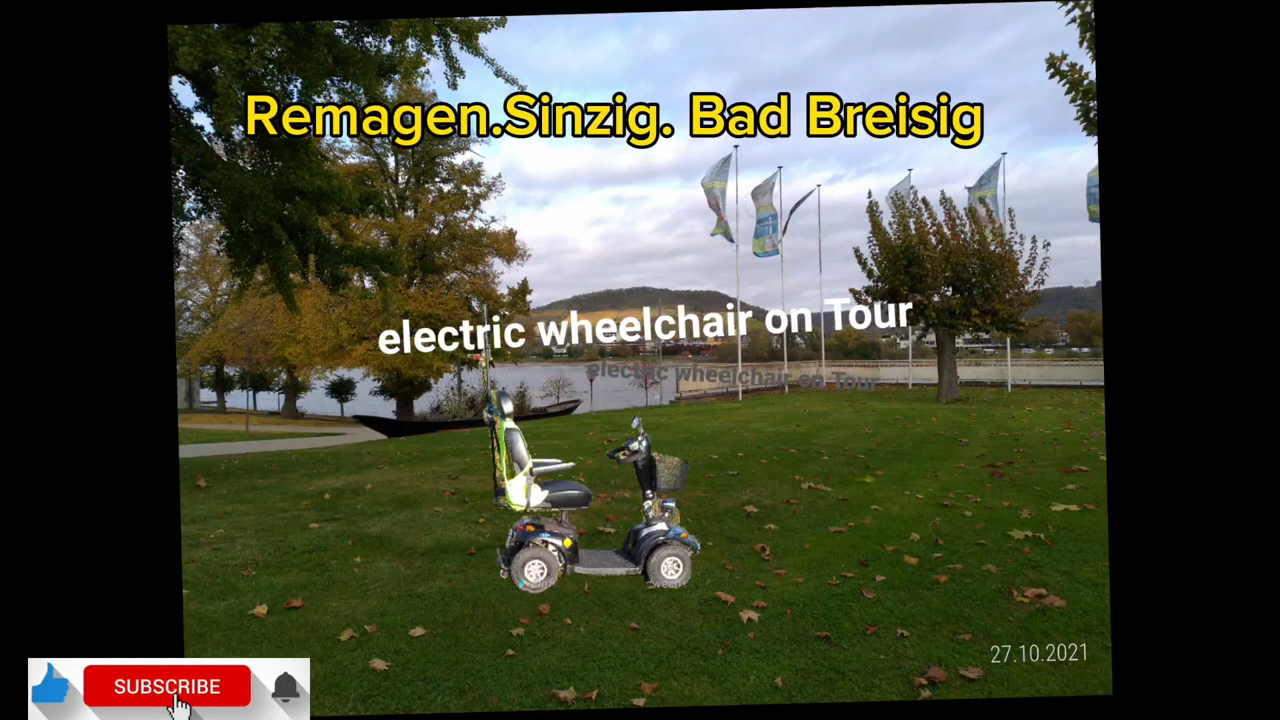 Remagen.Sinzig. Bad Breisig
electric wheelchair on Tour
electric wheelchair on Tour
27.10.2021
SUBSCRIBE